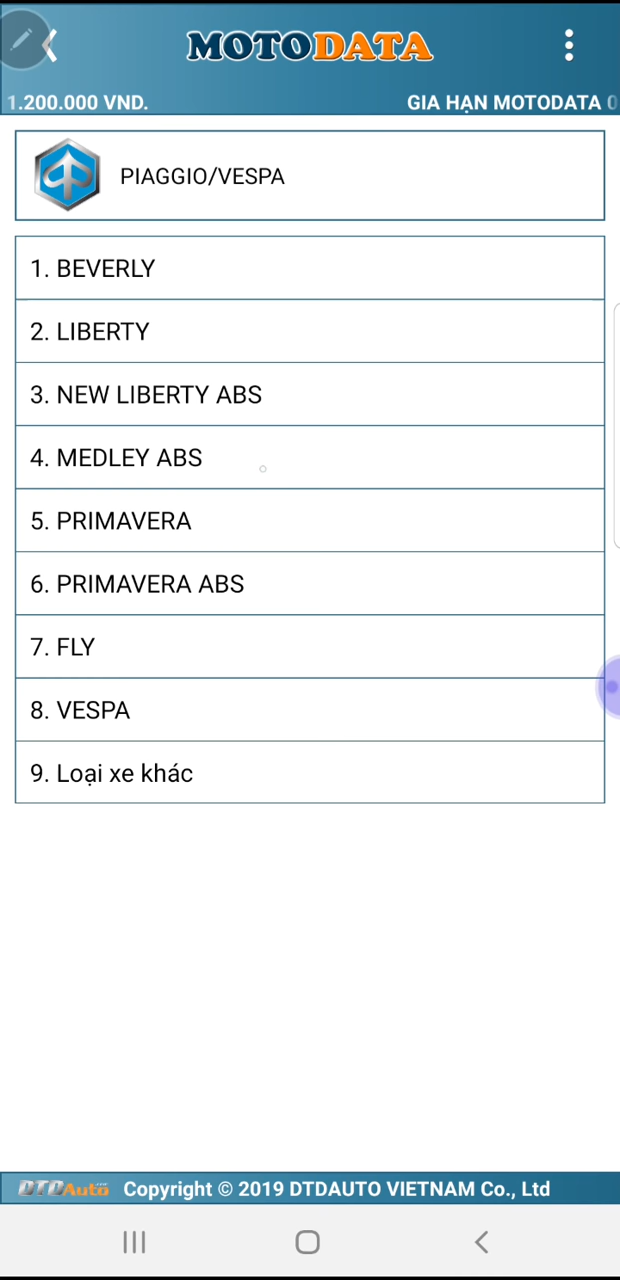 MOTODATA
1.200.000 VND. GIA HẠN MOTODATA 0
PIAGGIO/VESPA
1. BEVERLY
2. LIBERTY
3. NEW LIBERTY ABS
4. MEDLEY ABS
5. PRIMAVERA
6. PRIMAVERA ABS
7. FLY
8. VESPA
9. Loại xe khác
DTDAuto Copyright © 2019 DTDAUTO VIETNAM Co., Ltd